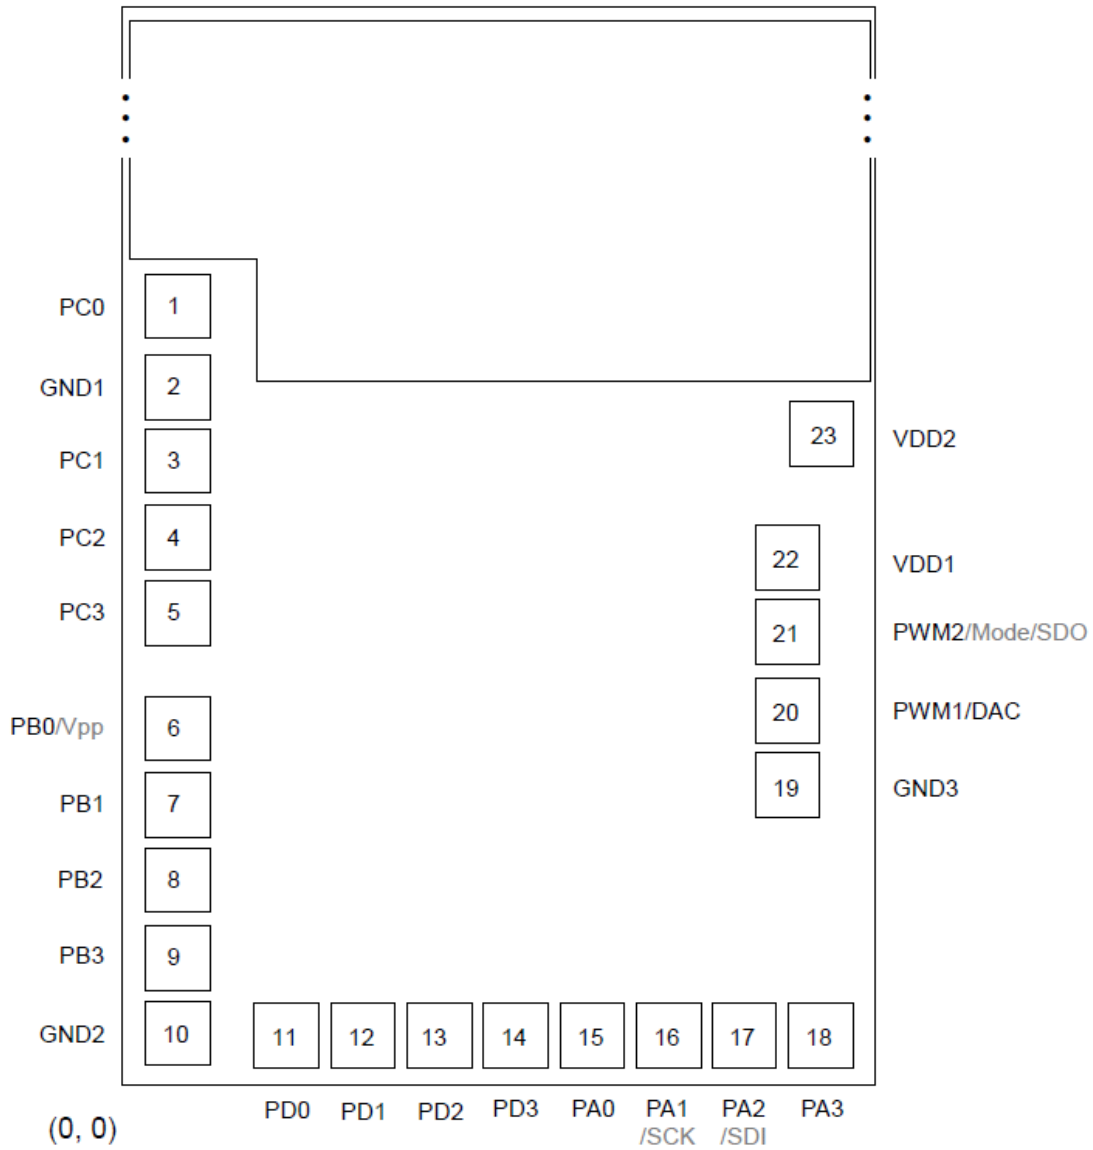 PC0 1
GND1 2
PC1 3
PC2 4
PC3 5
PB0/Vpp 6
PB1 7
PB2 8
PB3 9
GND2 10
23 VDD2
22 VDD1
21 PWM2/Mode/SDO
20 PWM1/DAC
19 GND3
11 12 13 14 15 16 17 18
PD0 PD1 PD2 PD3 PA0 PA1 PA2 PA3
/SCK /SDI
(0, 0)